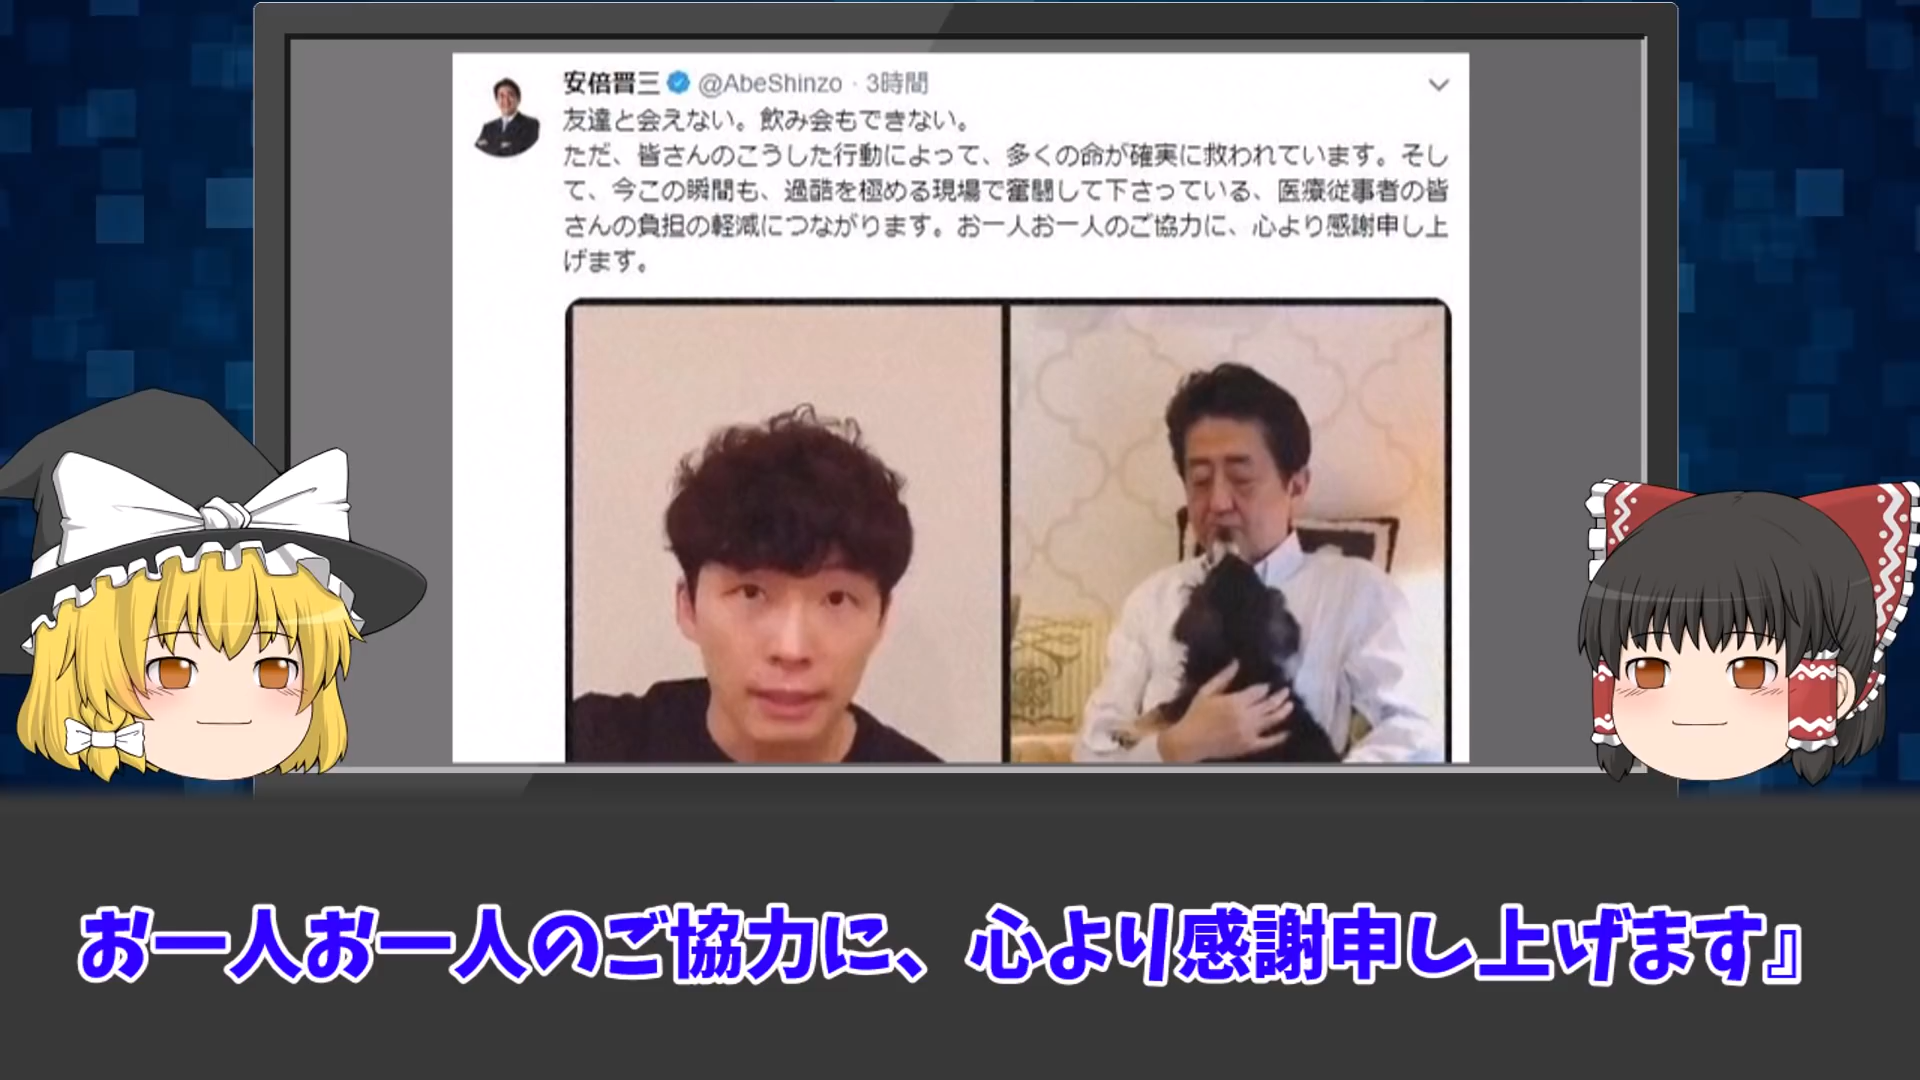 安倍晋三 @AbeShinzo · 3時間
友達と会えない。飲み会もできない。
ただ、皆さんのこうした行動によって、多くの命が確実に救われています。そし
て、今この瞬間も、過酷を極める現場で奮闘して下さっている、医療従事者の皆
さんの負担の軽減につながります。お一人お一人のご協力に、心より感謝申し上
げます。
お一人お一人のご協力に、心より感謝申し上げます』